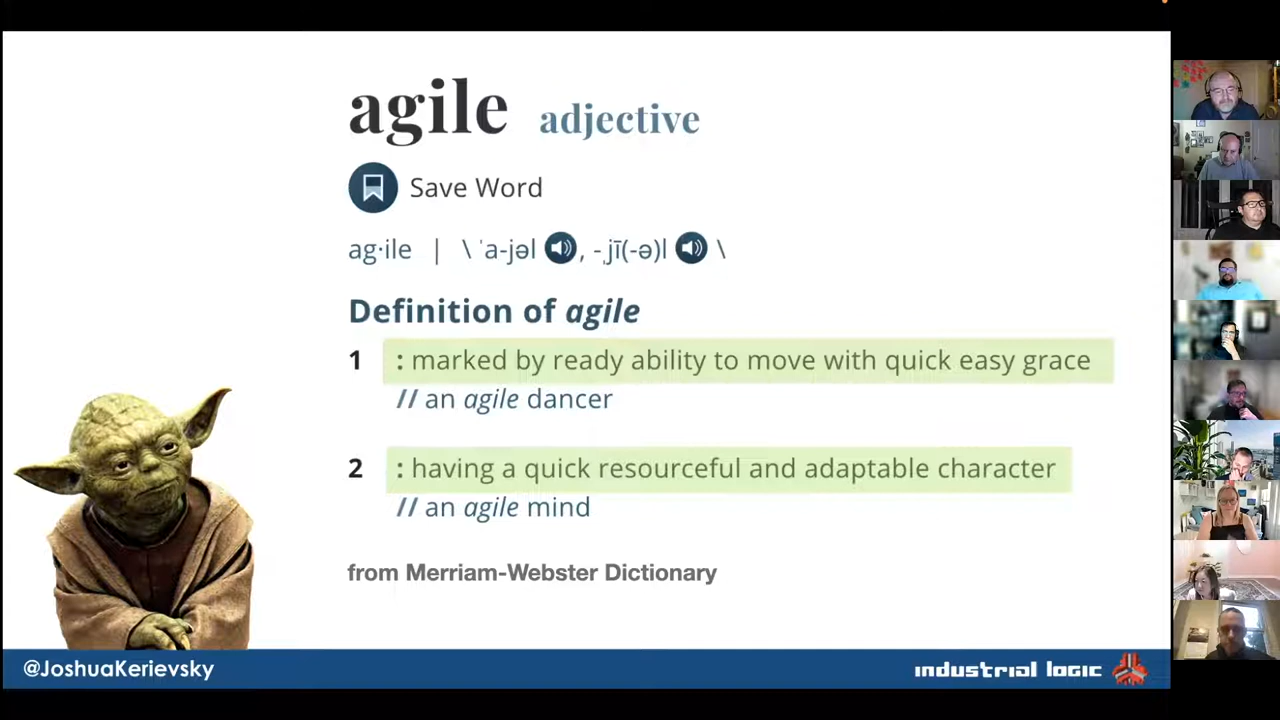 agile adjective
Save Word
ag·ile | \ ˈa-jəl , -ˌjī(-ə)l \
Definition of agile
1 : marked by ready ability to move with quick easy grace
// an agile dancer
2 : having a quick resourceful and adaptable character
// an agile mind
from Merriam-Webster Dictionary
@JoshuaKerievsky
industrial logic